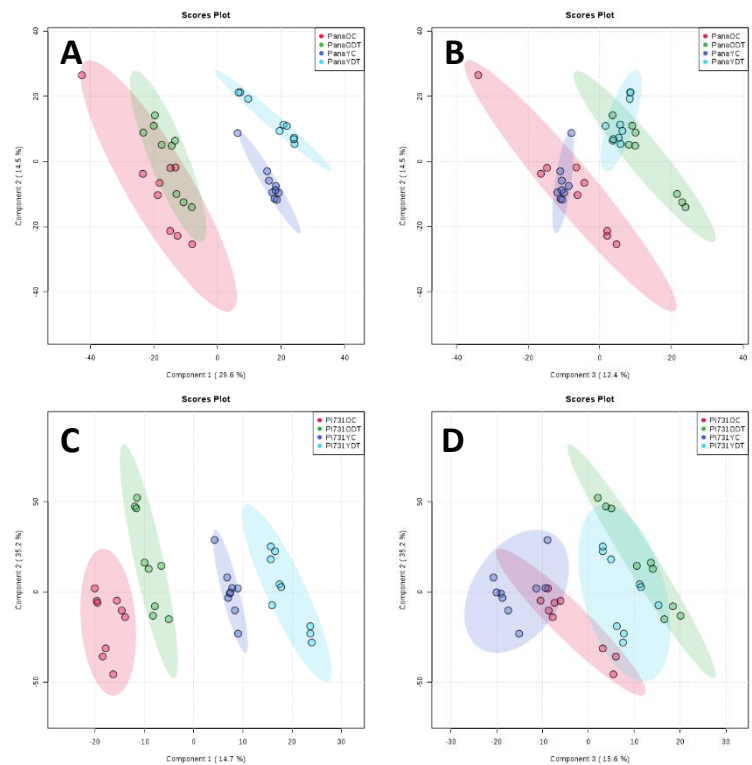 Scores Plot
A
PanaOC
PanaODT
PanaYC
PanaYDT
Component 2 ( 14.5 %)
40
20
0
-20
-40
-40
-20
0
20
40
Component 1 ( 29.6 %)
Scores Plot
B
PanaOC
PanaODT
PanaYC
PanaYDT
Component 2 ( 14.5 %)
40
20
0
-20
-40
-40
-20
0
20
40
Component 3 ( 12.4 %)
Scores Plot
C
PI731OC
PI731ODT
PI731YC
PI731YDT
Component 2 ( 35.2 %)
50
0
-50
-20
-10
0
10
20
30
Component 1 ( 14.7 %)
Scores Plot
D
PI731OC
PI731ODT
PI731YC
PI731YDT
Component 2 ( 35.2 %)
50
0
-50
-30
-20
-10
0
10
20
30
Component 3 ( 15.6 %)